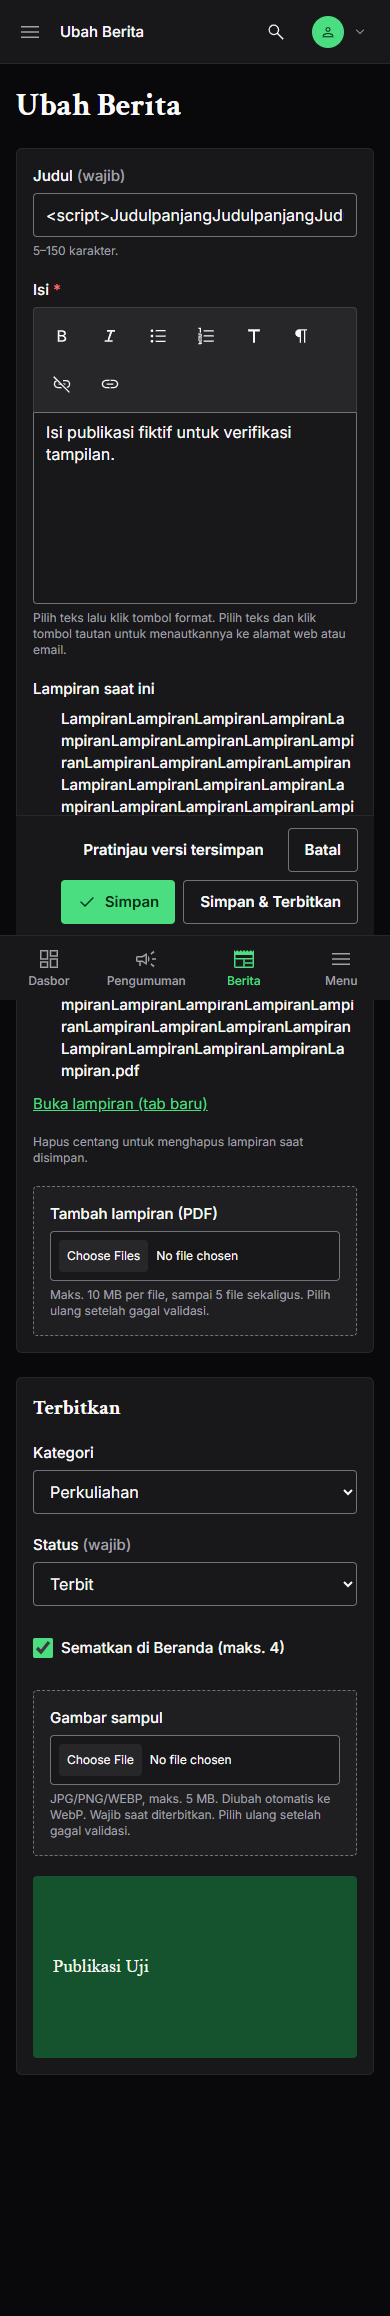 Ubah Berita
Ubah Berita
Judul (wajib)
<script>JudulpanjangJudulpanjangJud
5–150 karakter.
Isi *
Isi publikasi fiktif untuk verifikasi
tampilan.
Pilih teks lalu klik tombol format. Pilih teks dan klik
tombol tautan untuk menautkannya ke alamat web atau
email.
Lampiran saat ini
LampiranLampiranLampiranLampiranLa
mpiranLampiranLampiranLampiranLampi
ranLampiranLampiranLampiranLampiran
LampiranLampiranLampiranLampiranLa
mpiranLampiranLampiranLampiranLampi
Pratinjau versi tersimpan
Batal
Simpan
Simpan & Terbitkan
Dasbor
Pengumuman
Berita
Menu
mpiranLampiranLampiranLampiranLampi
ranLampiranLampiranLampiranLampiran
LampiranLampiranLampiranLampiranLa
mpiran.pdf
Buka lampiran (tab baru)
Hapus centang untuk menghapus lampiran saat
disimpan.
Tambah lampiran (PDF)
Choose Files No file chosen
Maks. 10 MB per file, sampai 5 file sekaligus. Pilih
ulang setelah gagal validasi.
Terbitkan
Kategori
Perkuliahan
Status (wajib)
Terbit
Sematkan di Beranda (maks. 4)
Gambar sampul
Choose File No file chosen
JPG/PNG/WEBP, maks. 5 MB. Diubah otomatis ke
WebP. Wajib saat diterbitkan. Pilih ulang setelah
gagal validasi.
Publikasi Uji